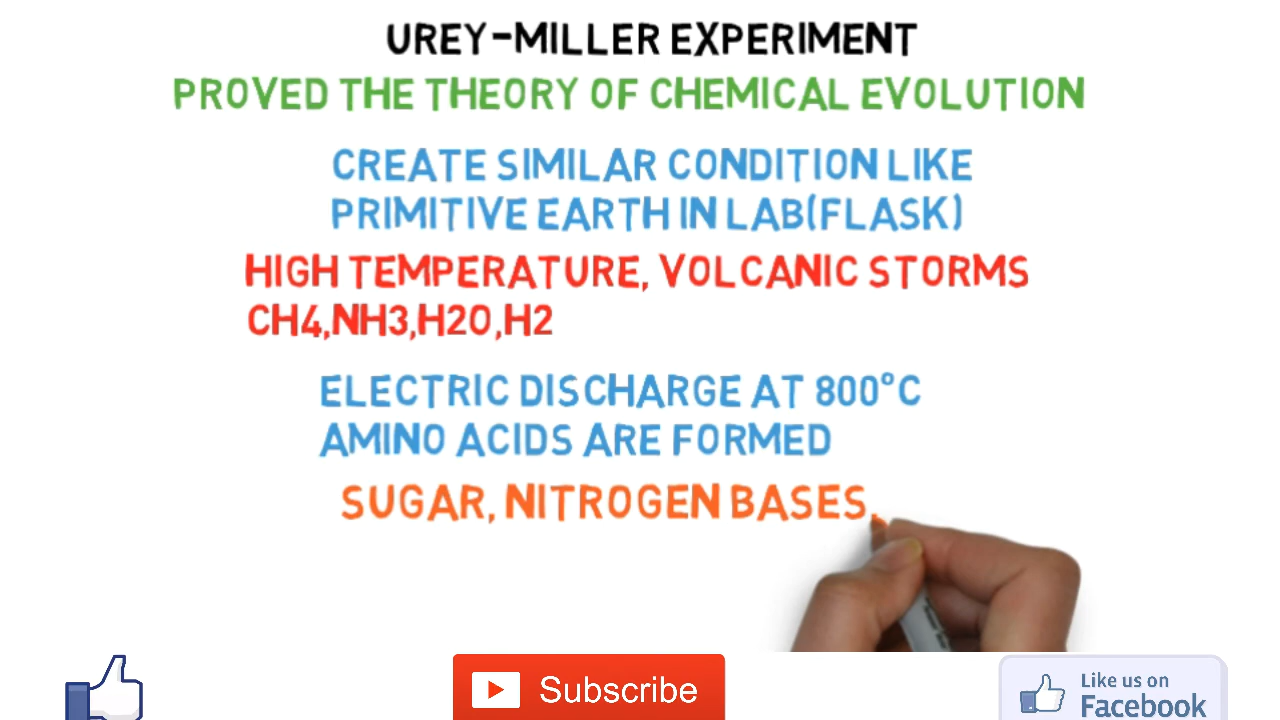 UREY-MILLER EXPERIMENT
PROVED THE THEORY OF CHEMICAL EVOLUTION
CREATE SIMILAR CONDITION LIKE
PRIMITIVE EARTH IN LAB(FLASK)
HIGH TEMPERATURE, VOLCANIC STORMS
CH4,NH3,H2O,H2
ELECTRIC DISCHARGE AT 800°C
AMINO ACIDS ARE FORMED
SUGAR, NITROGEN BASES,
Subscribe
Like us on
Facebook